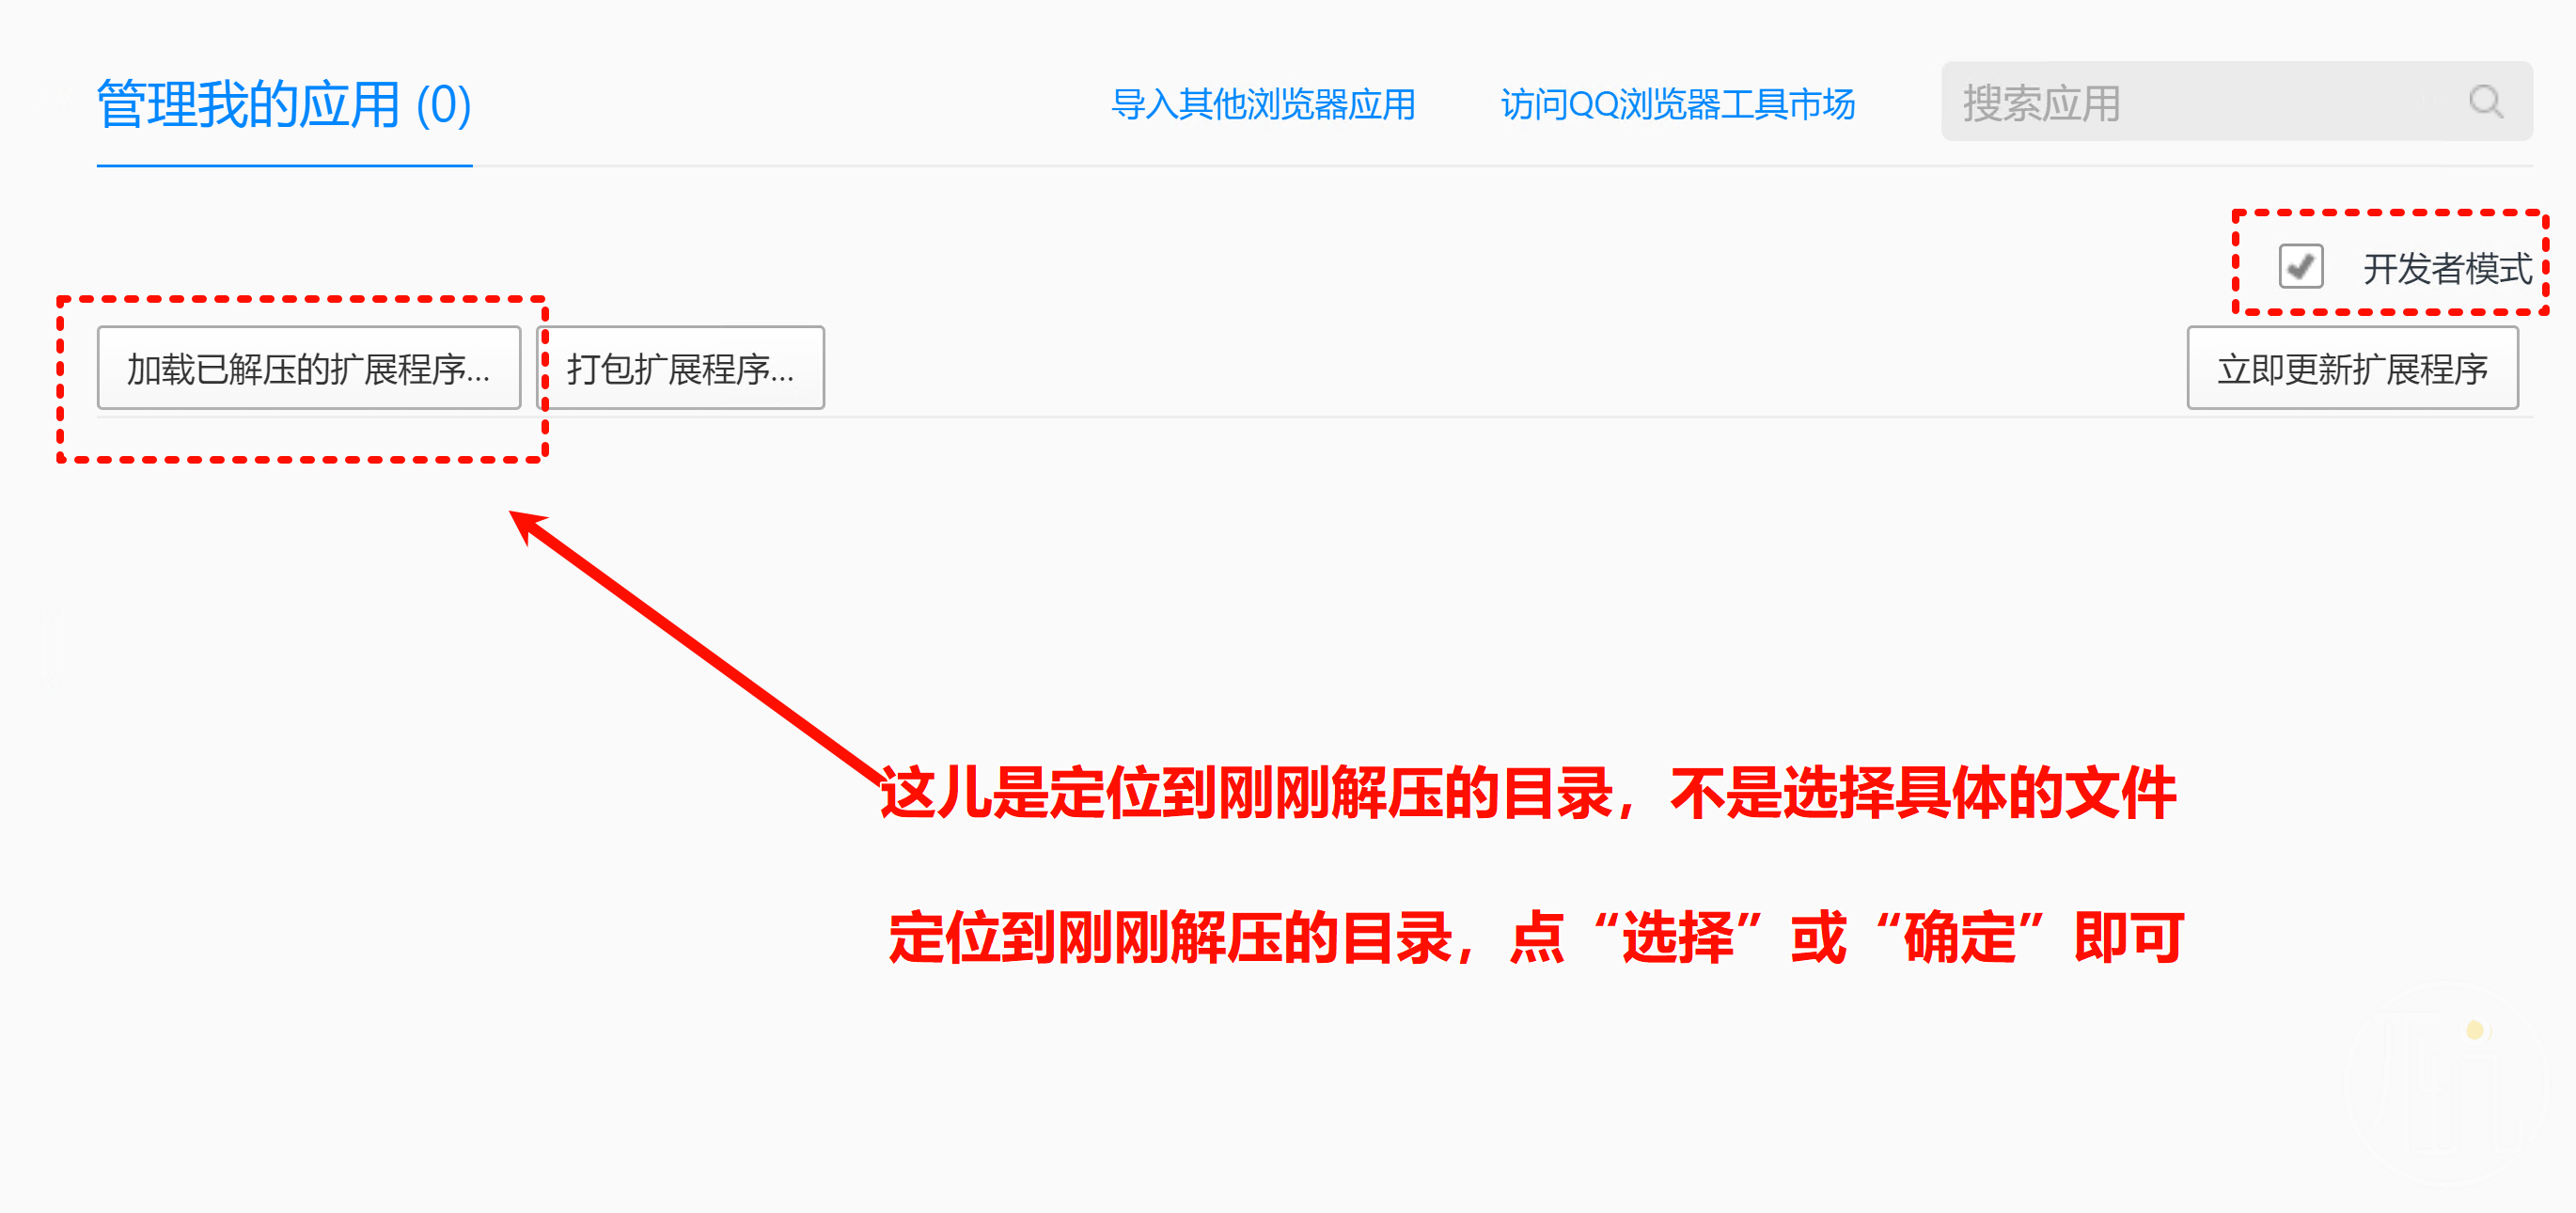 管理我的应用 (0)
导入其他浏览器应用
访问QQ浏览器工具市场
搜索应用
开发者模式
加载已解压的扩展程序...
打包扩展程序...
立即更新扩展程序
这儿是定位到刚刚解压的目录，不是选择具体的文件
定位到刚刚解压的目录，点“选择”或“确定”即可